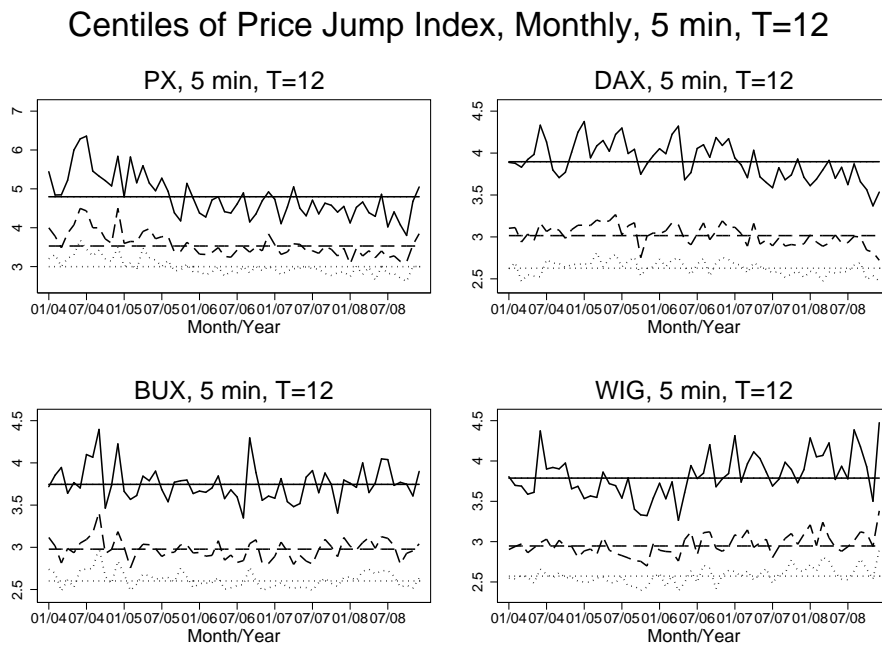 Centiles of Price Jump Index, Monthly, 5 min, T=12
PX, 5 min, T=12
7
6
5
4
3
01/04 07/04 01/05 07/05 01/06 07/06 01/07 07/07 01/08 07/08
Month/Year
DAX, 5 min, T=12
4.5
4
3.5
3
2.5
01/04 07/04 01/05 07/05 01/06 07/06 01/07 07/07 01/08 07/08
Month/Year
BUX, 5 min, T=12
4.5
4
3.5
3
2.5
01/04 07/04 01/05 07/05 01/06 07/06 01/07 07/07 01/08 07/08
Month/Year
WIG, 5 min, T=12
4.5
4
3.5
3
2.5
01/04 07/04 01/05 07/05 01/06 07/06 01/07 07/07 01/08 07/08
Month/Year